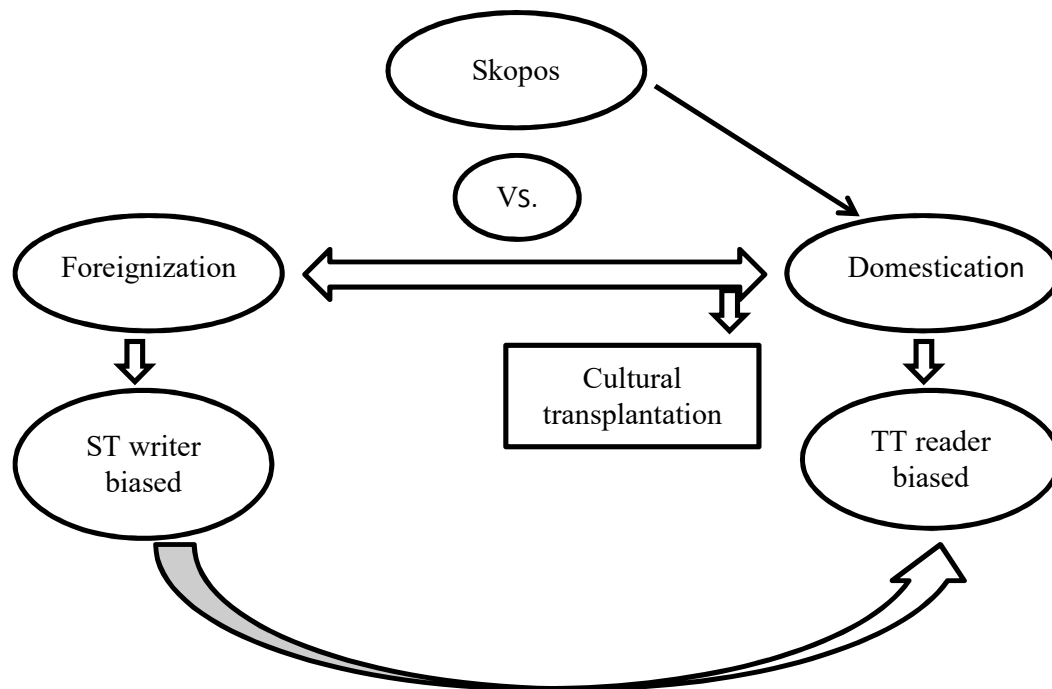 Skopos
Vs.
Foreignization
Domestication
Cultural
transplantation
ST writer
biased
TT reader
biased